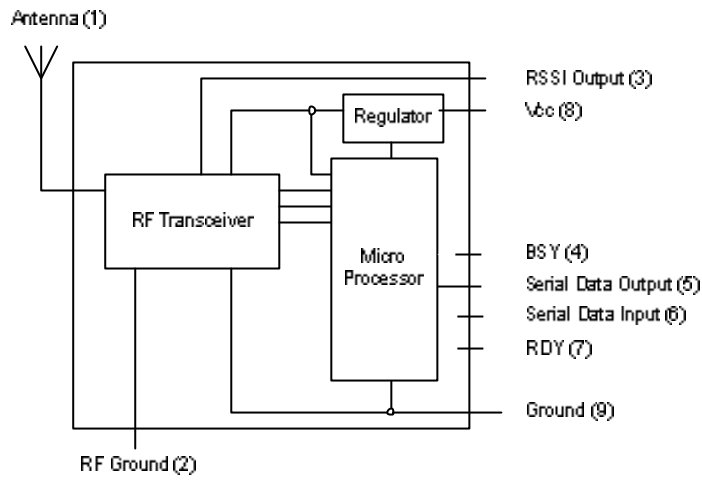 Antenna (1)
RSSI Output (3)
Vcc (8)
Regulator
RF Transceiver
Micro
Processor
BSY (4)
Serial Data Output (5)
Serial Data Input (6)
RDY (7)
Ground (9)
RF Ground (2)